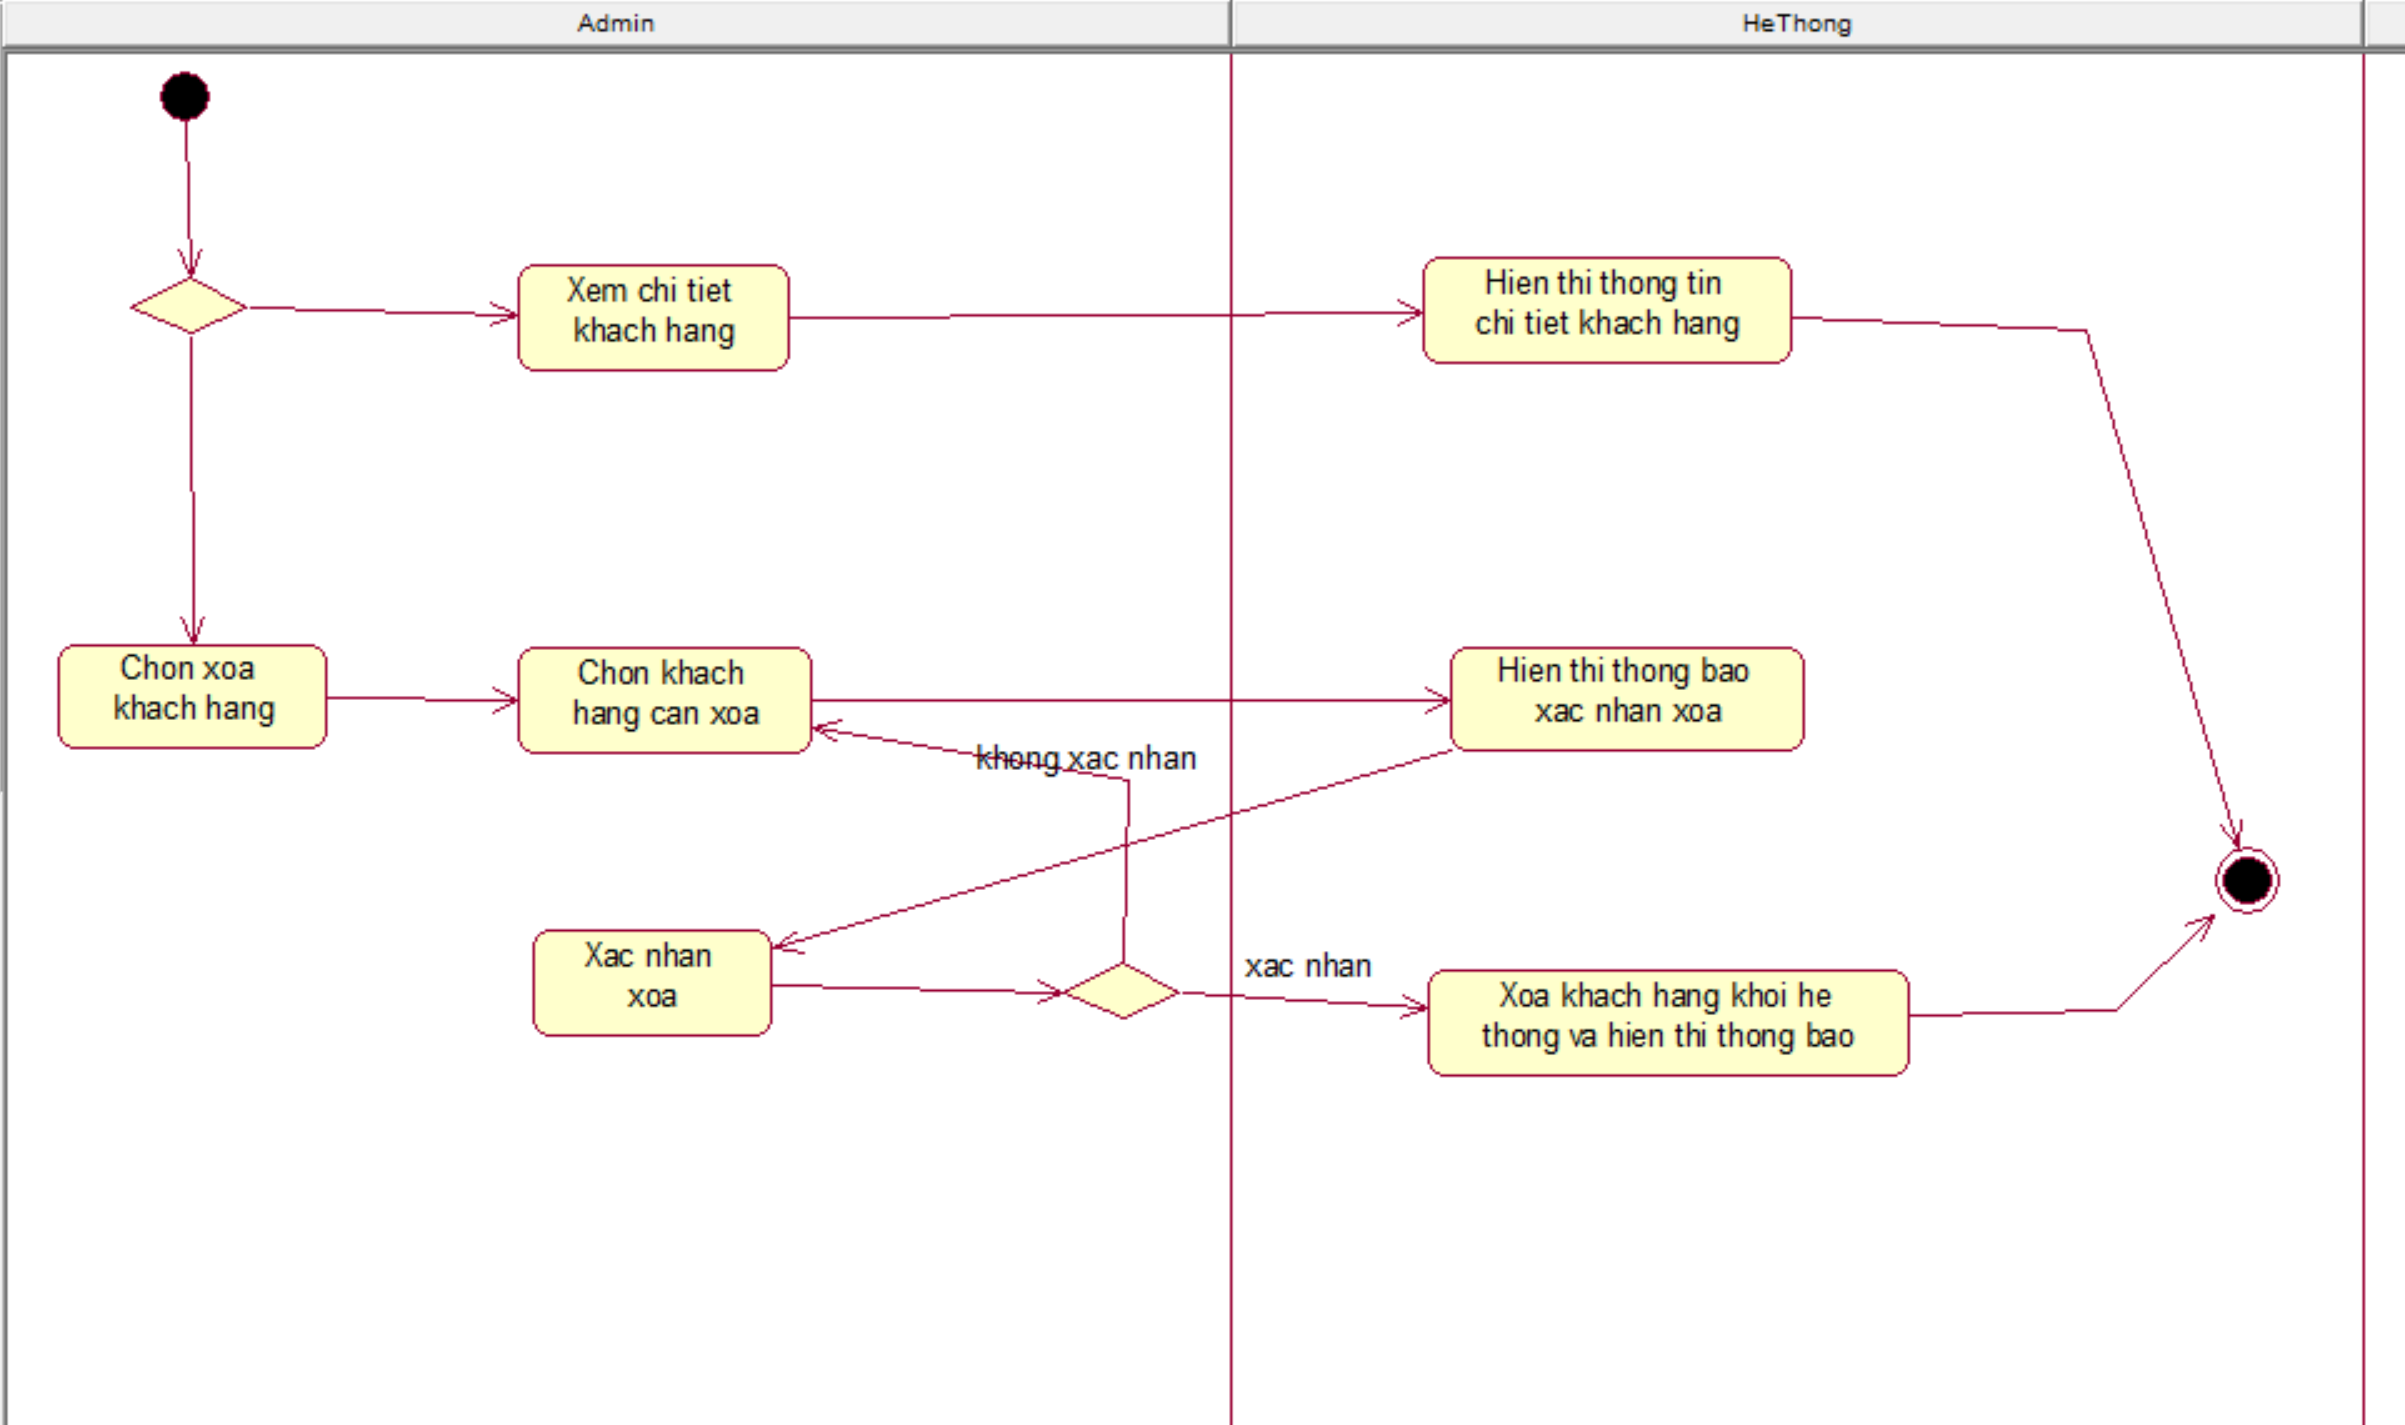 Admin
HeThong
Xem chi tiet
khach hang
Hien thi thong tin
chi tiet khach hang
Chon xoa
khach hang
Chon khach
hang can xoa
Hien thi thong bao
xac nhan xoa
khong xac nhan
Xac nhan
xoa
xac nhan
Xoa khach hang khoi he
thong va hien thi thong bao